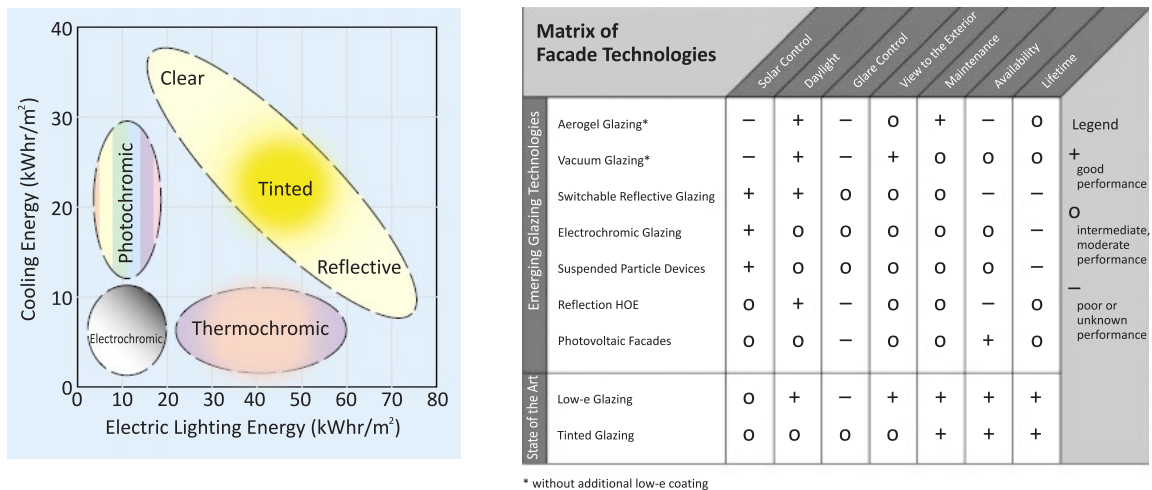 40
30
20
10
0
Cooling Energy (kWhr/m²)
Clear
Tinted
Reflective
Photochromic
Electrochromic
Thermochromic
0 10 20 30 40 50 60 70 80
Electric Lighting Energy (kWhr/m²)
Matrix of
Facade Technologies
Solar Control
Daylight
Glare Control
View to the Exterior
Maintenance
Availability
Lifetime
Emerging Glazing Technologies
Aerogel Glazing* – + – o + – o
Vacuum Glazing* – + – + o o o
Switchable Reflective Glazing + + o o o – –
Electrochromic Glazing + o o o o o –
Suspended Particle Devices + o o o o o –
Reflection HOE o + – o o – o
Photovoltaic Facades o o – o o + o
State of the Art
Low-e Glazing o + – + + + +
Tinted Glazing o o o o + + +
Legend
+
good
performance
o
intermediate,
moderate
performance
–
poor or
unknown
performance
* without additional low-e coating